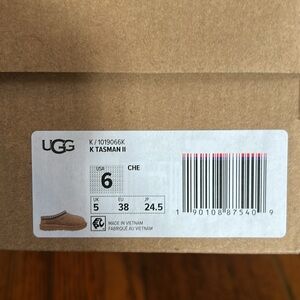 UGG
K / 1019066K
K TASMAN II
USA
6
CHE
UK EU JP
5 38 24.5
MADE IN VIETNAM
FABRIQUÉ AU VIETNAM
1 90108 87540 9